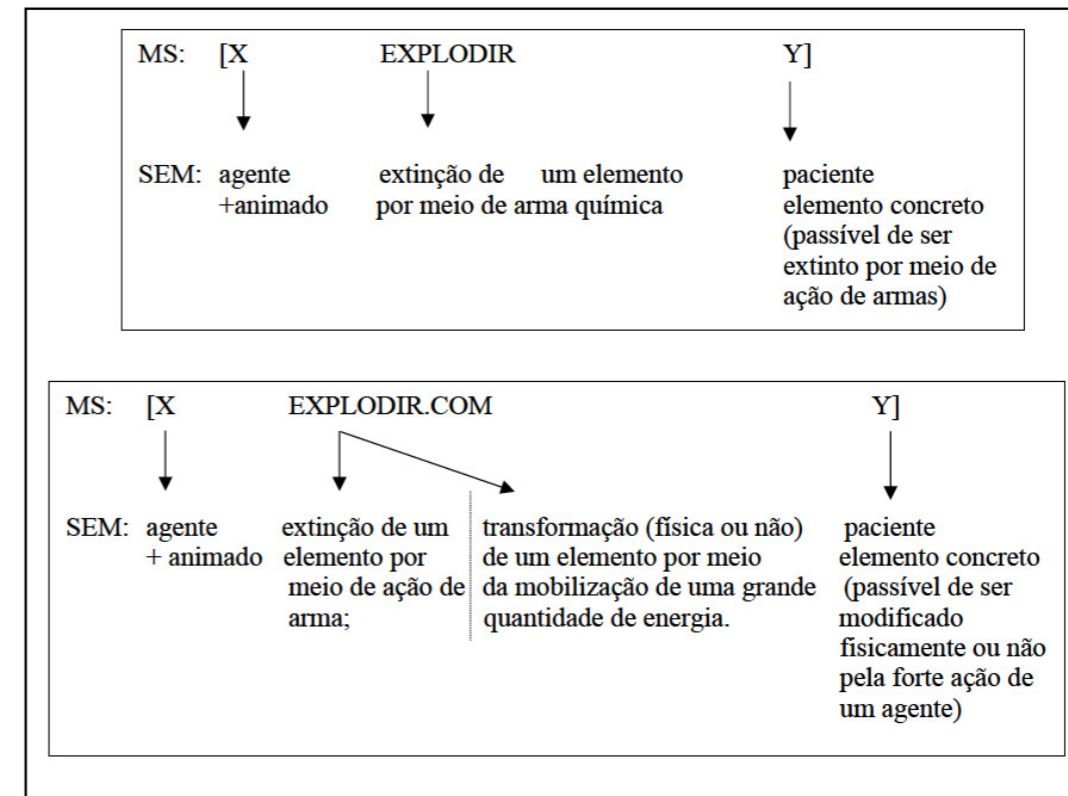 MS: [X EXPLODIR Y]
SEM: agente extinção de um elemento paciente
+animado por meio de arma química elemento concreto
(passível de ser
extinto por meio de
ação de armas)
MS: [X EXPLODIR.COM Y]
SEM: agente extinção de um transformação (física ou não) paciente
+ animado elemento por de um elemento por meio elemento concreto
meio de ação de da mobilização de uma grande (passível de ser
arma; quantidade de energia. modificado
fisicamente ou não
pela forte ação de
um agente)